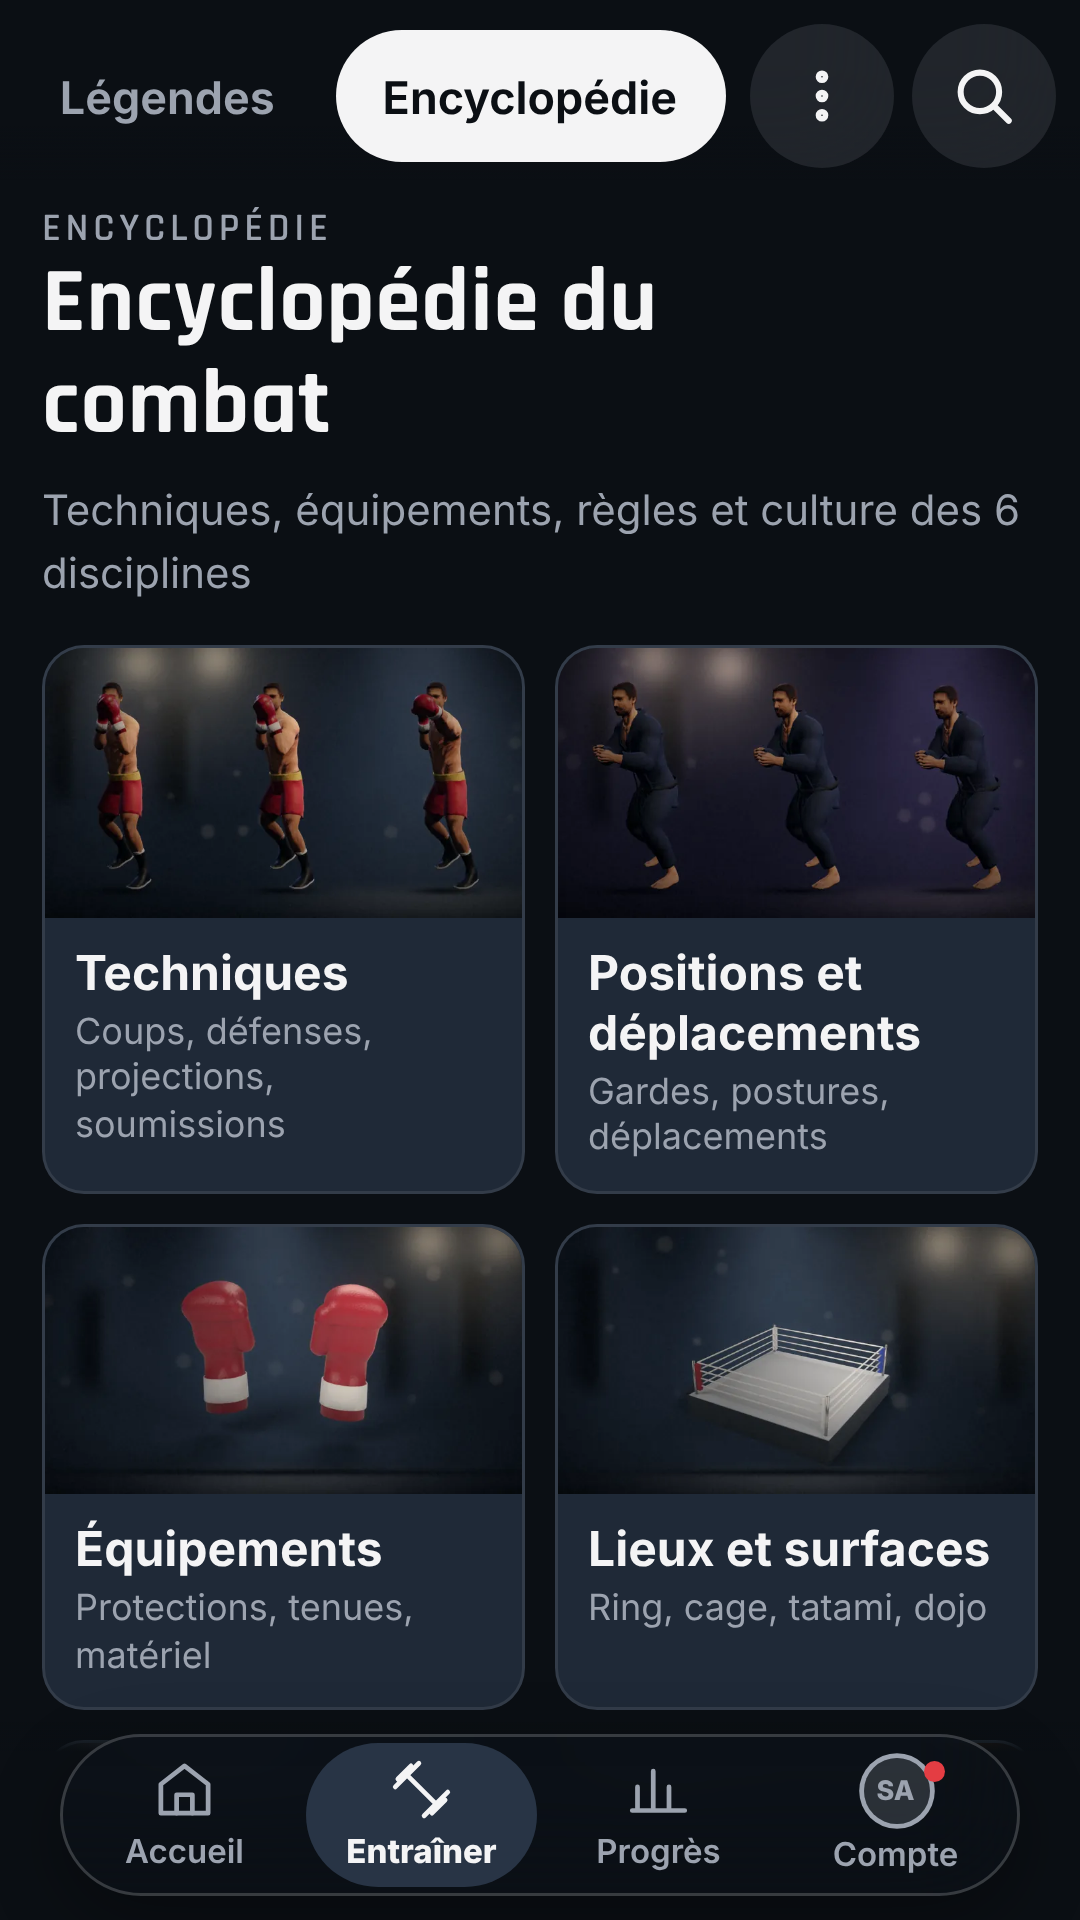 Légendes
Encyclopédie
ENCYCLOPÉDIE
Encyclopédie du
combat
Techniques, équipements, règles et culture des 6
disciplines
Techniques
Coups, défenses,
projections,
soumissions
Positions et
déplacements
Gardes, postures,
déplacements
Équipements
Protections, tenues,
matériel
Lieux et surfaces
Ring, cage, tatami, dojo
Accueil
Entraîner
Progrès
SA
Compte